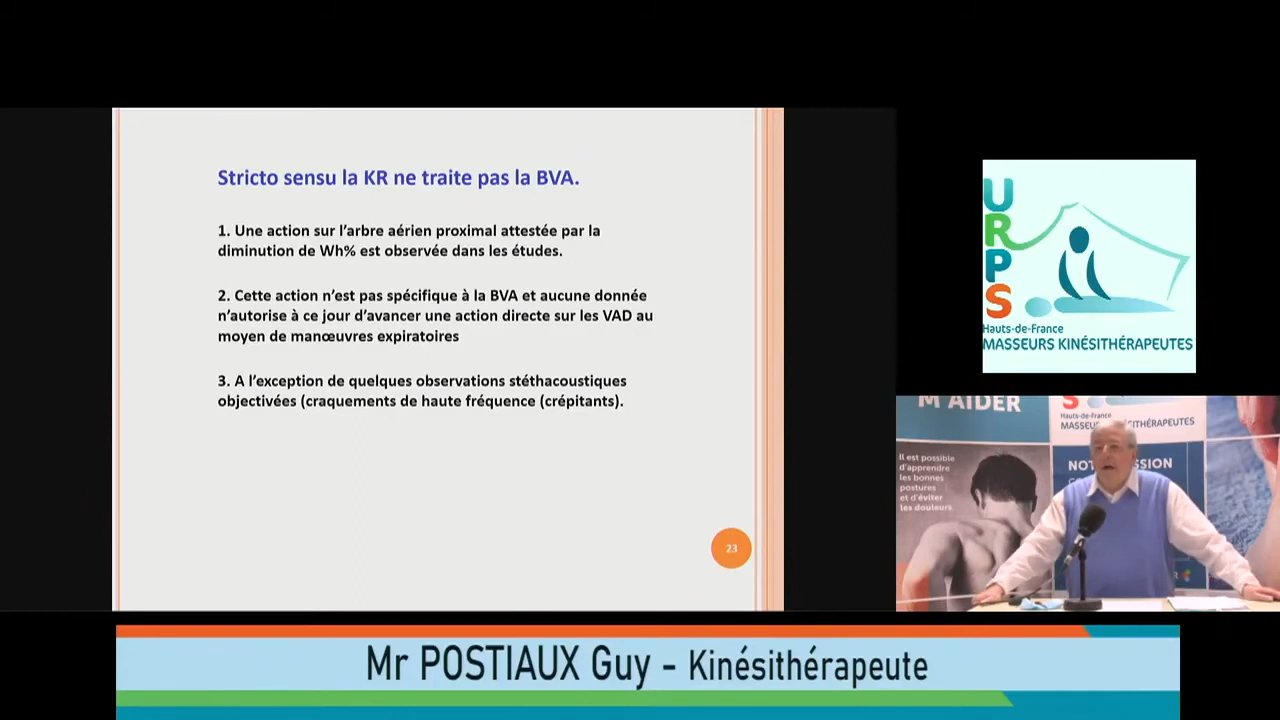 Stricto sensu la KR ne traite pas la BVA.
1. Une action sur l’arbre aérien proximal attestée par la
diminution de Wh% est observée dans les études.
2. Cette action n’est pas spécifique à la BVA et aucune donnée
n’autorise à ce jour d’avancer une action directe sur les VAD au
moyen de manœuvres expiratoires
3. A l’exception de quelques observations stéthacoustiques
objectivées (craquements de haute fréquence (crépitants).
23
URPS
Hauts-de-France
MASSEURS KINÉSITHÉRAPEUTES
M'AIDER
S
Hauts-de-France
Il est possible
d'apprendre
les bonnes
postures
et d'éviter
les douleurs
Mr POSTIAUX Guy - Kinésithérapeute